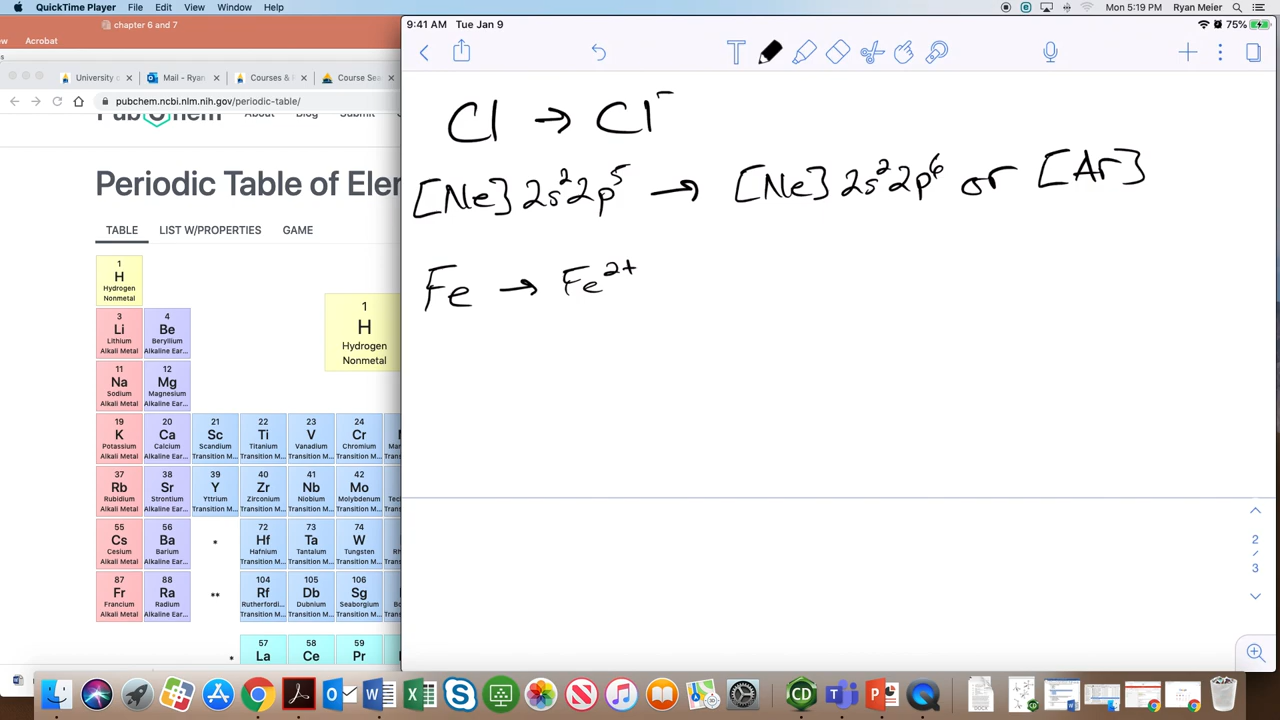 QuickTime Player File Edit View Window Help Mon 5:19 PM Ryan Meier
chapter 6 and 7
Acrobat
University Mail - Ryan Courses & Course Sea
pubchem.ncbi.nlm.nih.gov/periodic-table/
PubChem About Blog Submit
Periodic Table of Eler
TABLE LIST W/PROPERTIES GAME
1
H
Hydrogen
Nonmetal
1
H
Hydrogen
Nonmetal
3 4
Li Be
Lithium Beryllium
Alkali Metal Alkaline Ear...
11 12
Na Mg
Sodium Magnesium
Alkali Metal Alkaline Ear...
19 20 21 22 23 24
K Ca Sc Ti V Cr
Potassium Calcium Scandium Titanium Vanadium Chromium
Alkali Metal Alkaline Ear... Transition M... Transition M... Transition M... Transition M...
37 38 39 40 41 42
Rb Sr Y Zr Nb Mo
Rubidium Strontium Yttrium Zirconium Niobium Molybdenum
Alkali Metal Alkaline Ear... Transition M... Transition M... Transition M... Transition M...
55 56 72 73 74
Cs Ba * Hf Ta W
Cesium Barium Hafnium Tantalum Tungsten
Alkali Metal Alkaline Ear... Transition M... Transition M... Transition M...
87 88 104 105 106
Fr Ra ** Rf Db Sg
Francium Radium Rutherfordi... Dubnium Seaborgium
Alkali Metal Alkaline Ear... Transition M... Transition M... Transition M...
57 58 59
* La Ce Pr
9:41 AM Tue Jan 9 75%
Cl → Cl⁻
[Ne] 2s²2p⁵ → [Ne] 2s²2p⁶ or [Ar]
Fe → Fe²⁺
2
/
3